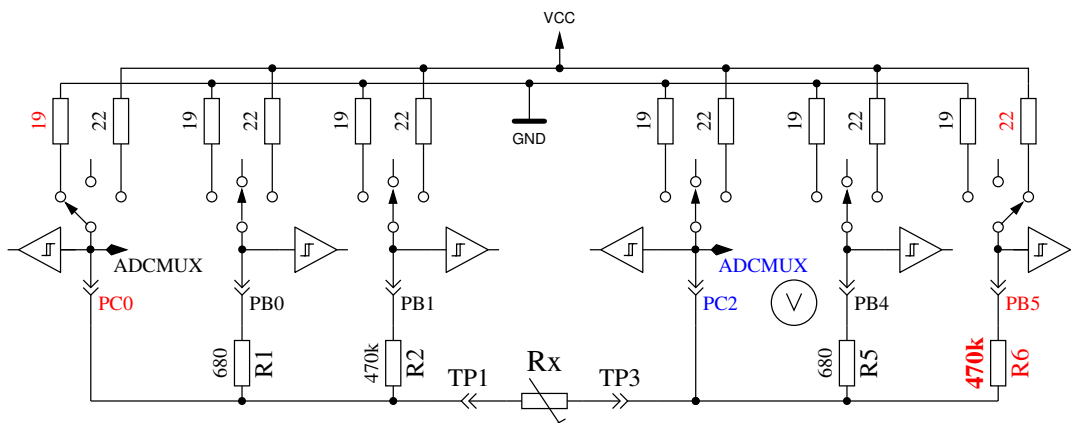 VCC
19
22
19
22
19
22
GND
19
22
19
22
19
22
ADCMUX
ADCMUX
PC0
PB0
PB1
PC2
V
PB4
PB5
680
R1
470k
R2
TP1
Rx
TP3
680
R5
470k
R6